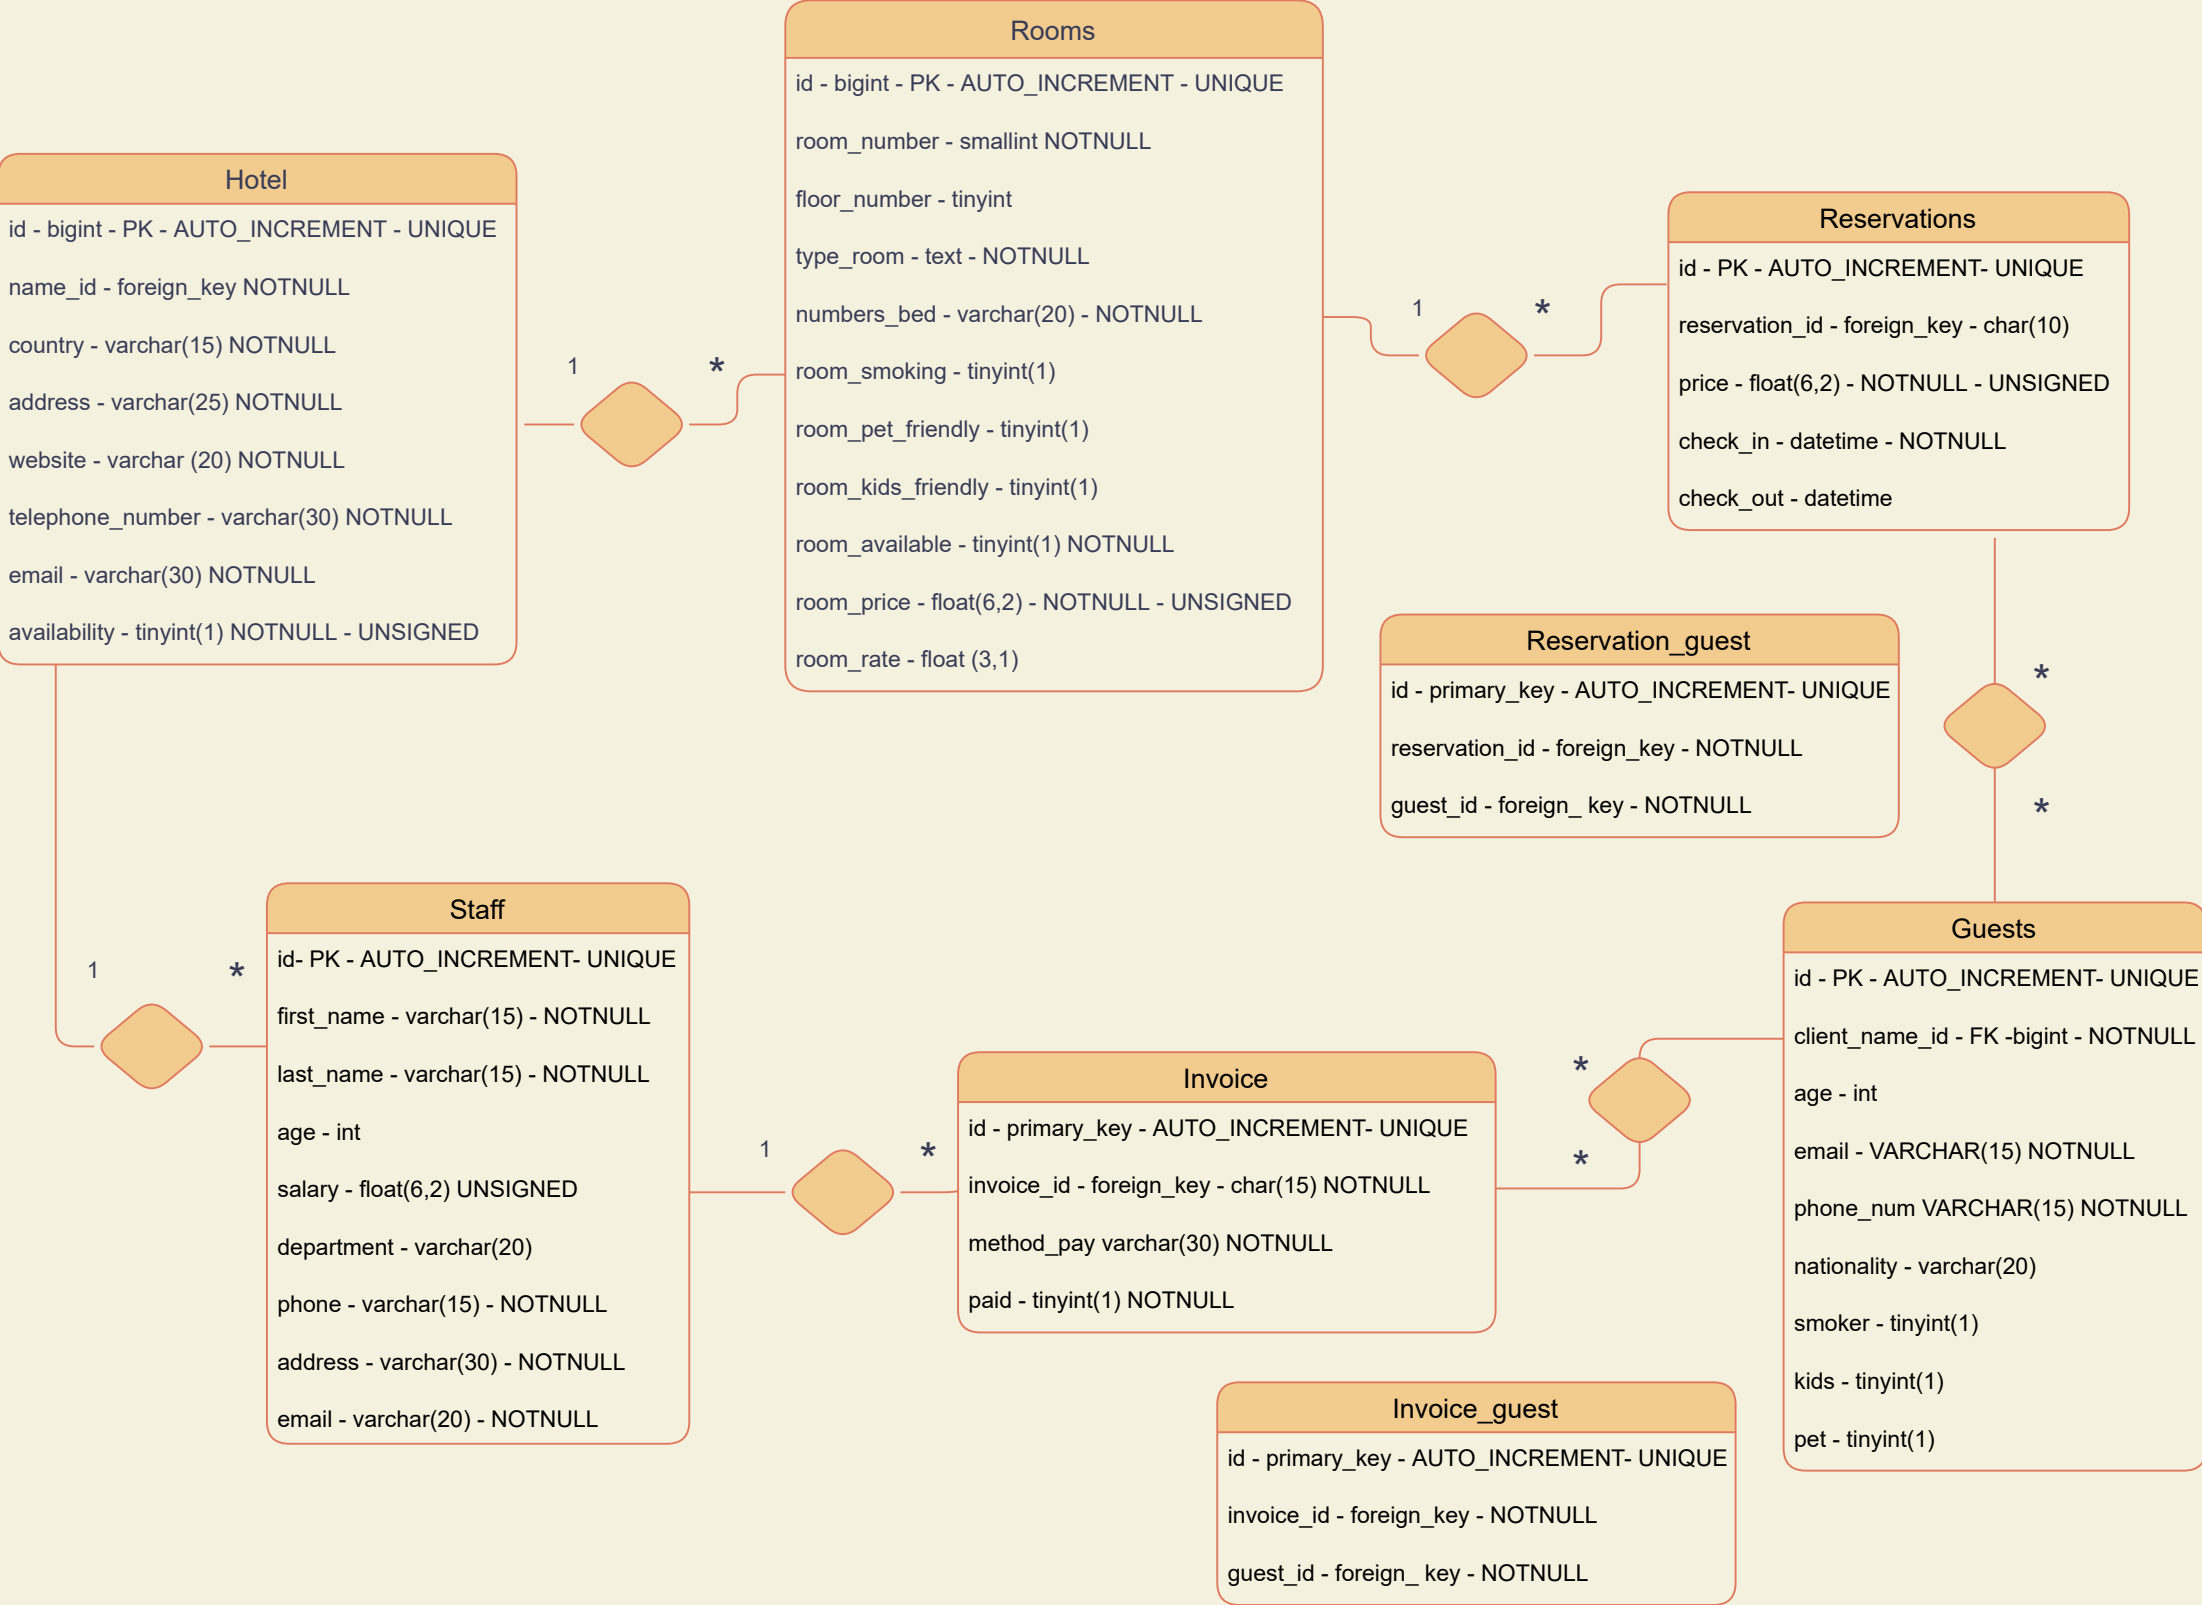 Rooms
id - bigint - PK - AUTO_INCREMENT - UNIQUE
room_number - smallint NOTNULL
floor_number - tinyint
type_room - text - NOTNULL
numbers_bed - varchar(20) - NOTNULL
room_smoking - tinyint(1)
room_pet_friendly - tinyint(1)
room_kids_friendly - tinyint(1)
room_available - tinyint(1) NOTNULL
room_price - float(6,2) - NOTNULL - UNSIGNED
room_rate - float (3,1)
Hotel
id - bigint - PK - AUTO_INCREMENT - UNIQUE
name_id - foreign_key NOTNULL
country - varchar(15) NOTNULL
address - varchar(25) NOTNULL
website - varchar (20) NOTNULL
telephone_number - varchar(30) NOTNULL
email - varchar(30) NOTNULL
availability - tinyint(1) NOTNULL - UNSIGNED
1
*
1
*
Reservations
id - PK - AUTO_INCREMENT- UNIQUE
reservation_id - foreign_key - char(10)
price - float(6,2) - NOTNULL - UNSIGNED
check_in - datetime - NOTNULL
check_out - datetime
Reservation_guest
id - primary_key - AUTO_INCREMENT- UNIQUE
reservation_id - foreign_key - NOTNULL
guest_id - foreign_ key - NOTNULL
*
*
Staff
id- PK - AUTO_INCREMENT- UNIQUE
first_name - varchar(15) - NOTNULL
last_name - varchar(15) - NOTNULL
age - int
salary - float(6,2) UNSIGNED
department - varchar(20)
phone - varchar(15) - NOTNULL
address - varchar(30) - NOTNULL
email - varchar(20) - NOTNULL
1
*
1
*
Invoice
id - primary_key - AUTO_INCREMENT- UNIQUE
invoice_id - foreign_key - char(15) NOTNULL
method_pay varchar(30) NOTNULL
paid - tinyint(1) NOTNULL
*
*
Guests
id - PK - AUTO_INCREMENT- UNIQUE
client_name_id - FK -bigint - NOTNULL
age - int
email - VARCHAR(15) NOTNULL
phone_num VARCHAR(15) NOTNULL
nationality - varchar(20)
smoker - tinyint(1)
kids - tinyint(1)
pet - tinyint(1)
Invoice_guest
id - primary_key - AUTO_INCREMENT- UNIQUE
invoice_id - foreign_key - NOTNULL
guest_id - foreign_ key - NOTNULL